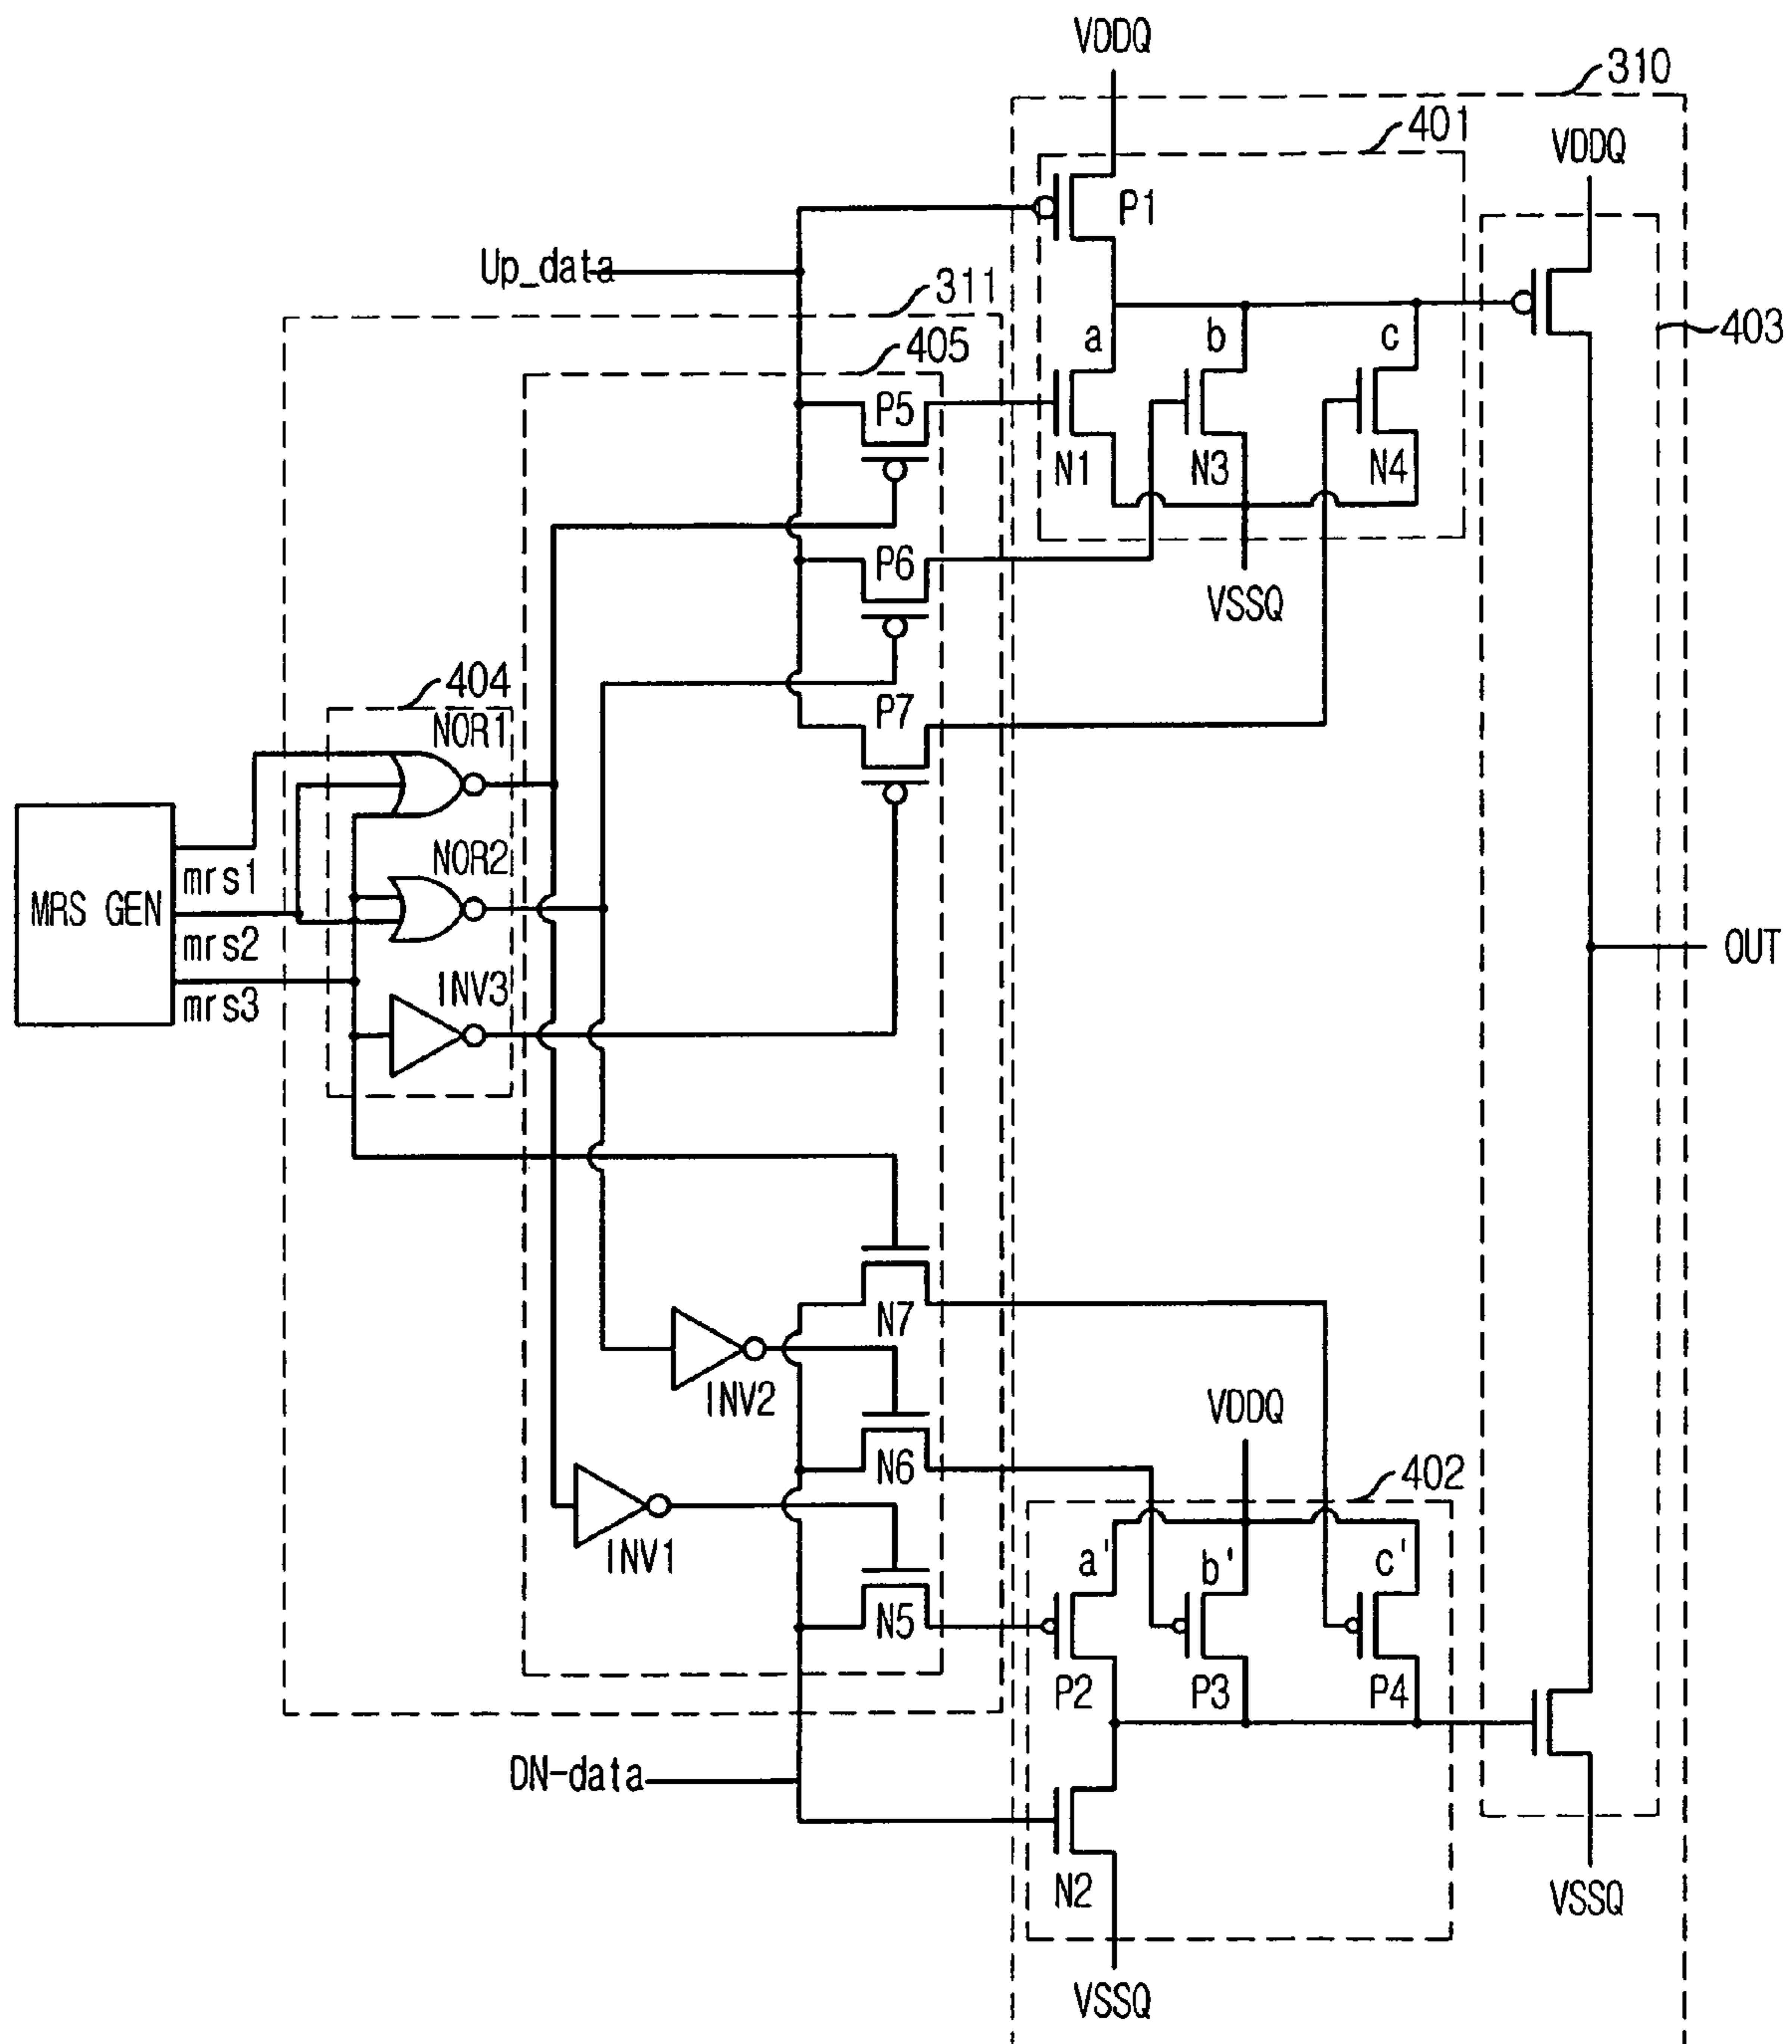 VDDQ
310
401
VDDQ
P1
Up_data
311
403
405
a
b
c
P5
N1
N3
N4
P6
VSSQ
404
P7
NOR1
NOR2
mrs1
MRS GEN
mrs2
OUT
INV3
mrs3
N7
INV2
VDDQ
N6
402
INV1
a'
b'
c'
N5
P2
P3
P4
DN-data
N2
VSSQ
VSSQ